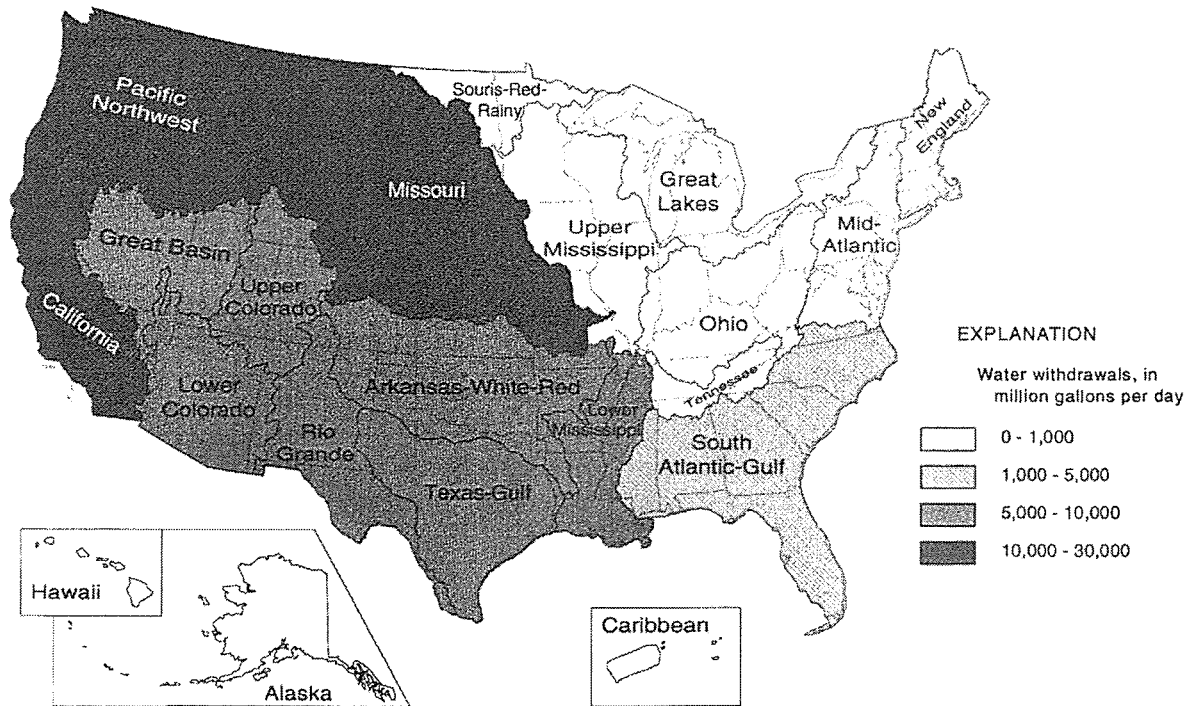 Pacific
Northwest
Souris-Red-
Rainy
New
England
Missouri
Great
Lakes
Upper
Mississippi
Mid-
Atlantic
Great Basin
Upper
Colorado
California
Ohio
Tennessee
Lower
Colorado
Arkansas-White-Red
Lower
Mississippi
Rio
Grande
Texas-Gulf
South
Atlantic-Gulf
EXPLANATION
Water withdrawals, in
million gallons per day
0 - 1,000
1,000 - 5,000
5,000 - 10,000
10,000 - 30,000
Hawaii
Alaska
Caribbean